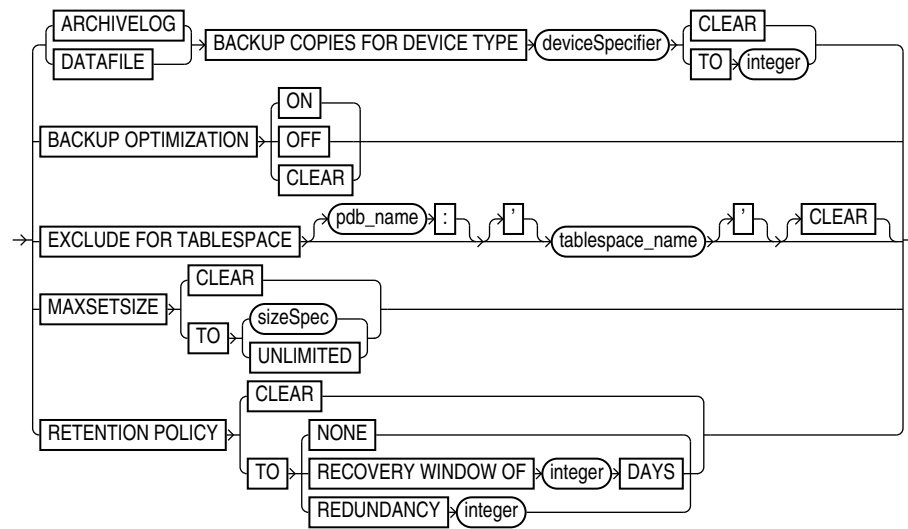 ARCHIVELOG
DATAFILE
BACKUP COPIES FOR DEVICE TYPE
deviceSpecifier
CLEAR
TO integer
BACKUP OPTIMIZATION
ON
OFF
CLEAR
EXCLUDE FOR TABLESPACE
pdb_name : ' tablespace_name ' CLEAR
MAXSETSIZE
CLEAR
TO
sizeSpec
UNLIMITED
RETENTION POLICY
CLEAR
TO
NONE
RECOVERY WINDOW OF integer DAYS
REDUNDANCY integer